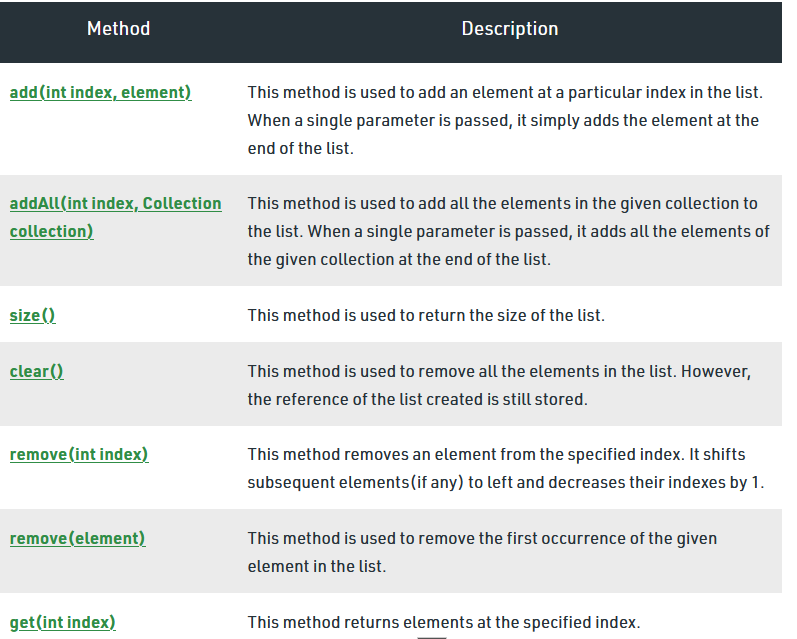 Method Description
add(int index, element) This method is used to add an element at a particular index in the list.
When a single parameter is passed, it simply adds the element at the
end of the list.
addAll(int index, Collection This method is used to add all the elements in the given collection to
collection) the list. When a single parameter is passed, it adds all the elements of
the given collection at the end of the list.
size() This method is used to return the size of the list.
clear() This method is used to remove all the elements in the list. However,
the reference of the list created is still stored.
remove(int index) This method removes an element from the specified index. It shifts
subsequent elements(if any) to left and decreases their indexes by 1.
remove(element) This method is used to remove the first occurrence of the given
element in the list.
get(int index) This method returns elements at the specified index.